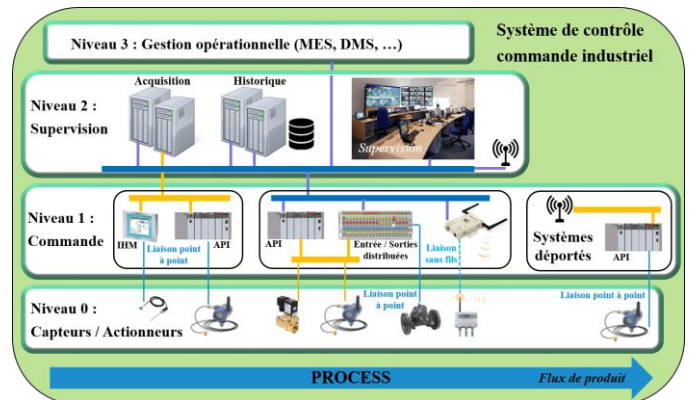 Système de contrôle
commande industriel
Niveau 3 : Gestion opérationnelle (MES, DMS, …)
Niveau 2 :
Supervision
Acquisition
Historique
Supervision
Niveau 1 :
Commande
IHM
Liaison point
à point
API
API
Entrée / Sorties
distribuées
Liaison
sans fils
Systèmes
déportés
API
Niveau 0 :
Capteurs / Actionneurs
Liaison point
à point
Liaison point à point
PROCESS
Flux de produit